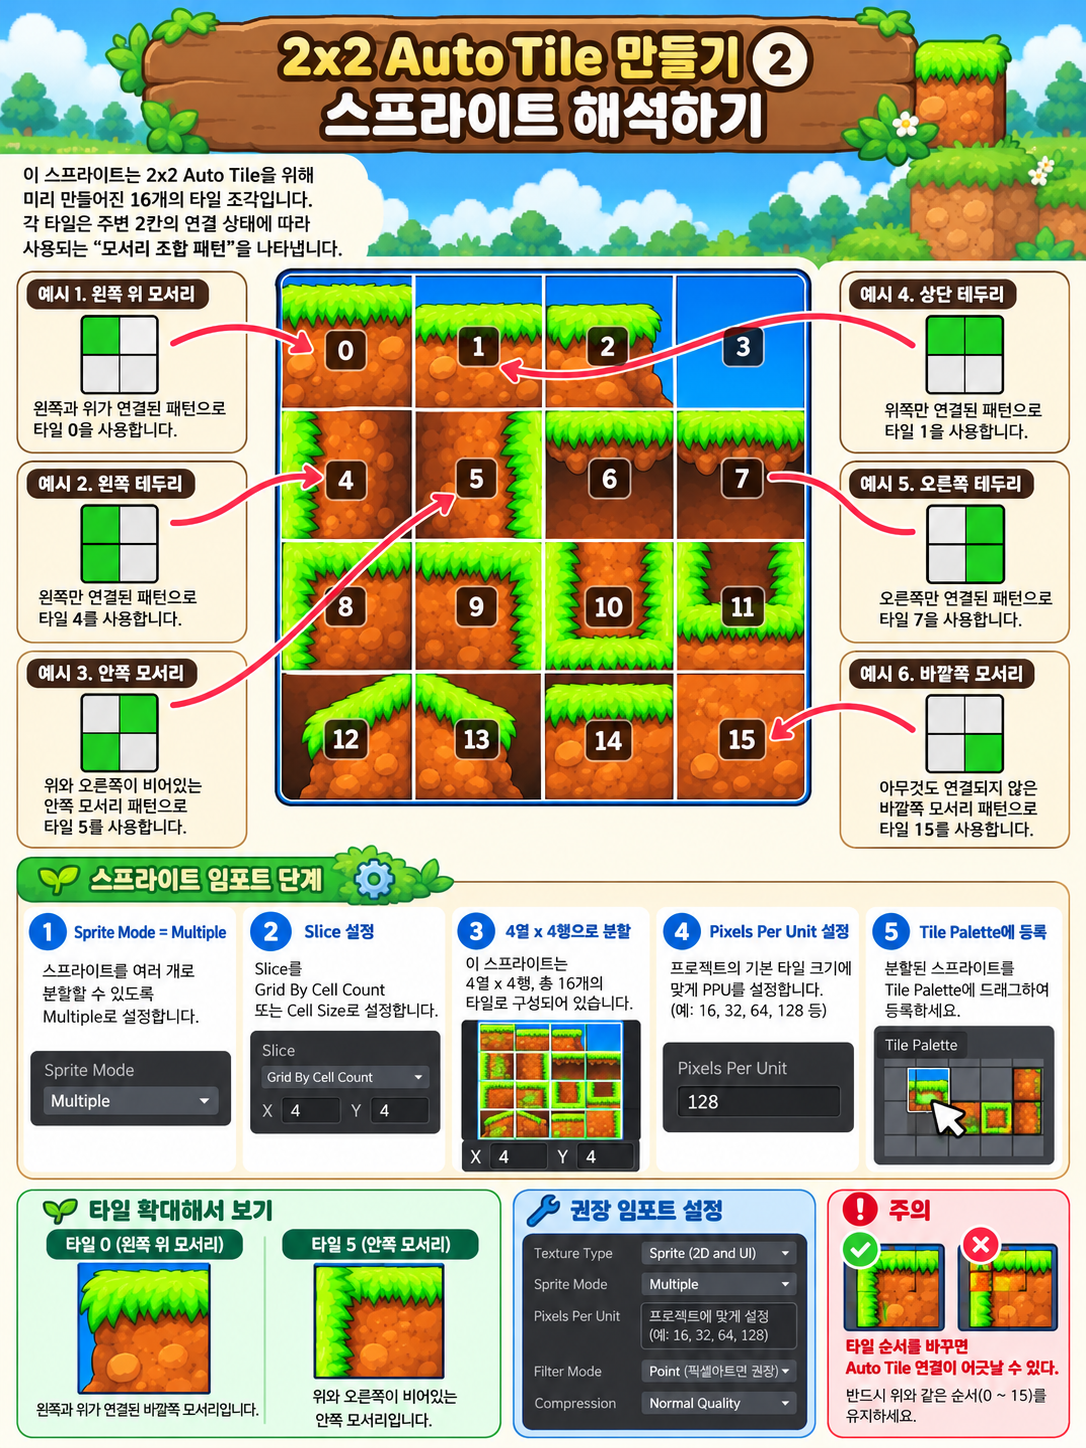 2x2 Auto Tile 만들기 2
스프라이트 해석하기
이 스프라이트는 2x2 Auto Tile을 위해
미리 만들어진 16개의 타일 조각입니다.
각 타일은 주변 2칸의 연결 상태에 따라
사용되는 “모서리 조합 패턴”을 나타냅니다.
예시 1. 왼쪽 위 모서리
왼쪽과 위가 연결된 패턴으로
타일 0을 사용합니다.
예시 2. 왼쪽 테두리
왼쪽만 연결된 패턴으로
타일 4를 사용합니다.
예시 3. 안쪽 모서리
위와 오른쪽이 비어있는
안쪽 모서리 패턴으로
타일 5를 사용합니다.
0 1 2 3
4 5 6 7
8 9 10 11
12 13 14 15
예시 4. 상단 테두리
위쪽만 연결된 패턴으로
타일 1을 사용합니다.
예시 5. 오른쪽 테두리
오른쪽만 연결된 패턴으로
타일 7을 사용합니다.
예시 6. 바깥쪽 모서리
아무것도 연결되지 않은
바깥쪽 모서리 패턴으로
타일 15를 사용합니다.
스프라이트 임포트 단계
1 Sprite Mode = Multiple
스프라이트를 여러 개로
분할할 수 있도록
Multiple로 설정합니다.
Sprite Mode
Multiple
2 Slice 설정
Slice를
Grid By Cell Count
또는 Cell Size로 설정합니다.
Slice
Grid By Cell Count
X 4 Y 4
3 4열 x 4행으로 분할
이 스프라이트는
4열 x 4행, 총 16개의
타일로 구성되어 있습니다.
X 4 Y 4
4 Pixels Per Unit 설정
프로젝트의 기본 타일 크기에
맞게 PPU를 설정합니다.
(예: 16, 32, 64, 128 등)
Pixels Per Unit
128
5 Tile Palette에 등록
분할된 스프라이트를
Tile Palette에 드래그하여
등록하세요.
Tile Palette
타일 확대해서 보기
타일 0 (왼쪽 위 모서리)
왼쪽과 위가 연결된 바깥쪽 모서리입니다.
타일 5 (안쪽 모서리)
위와 오른쪽이 비어있는
안쪽 모서리입니다.
권장 임포트 설정
Texture Type Sprite (2D and UI)
Sprite Mode Multiple
Pixels Per Unit 프로젝트에 맞게 설정
(예: 16, 32, 64, 128)
Filter Mode Point (픽셀아트면 권장)
Compression Normal Quality
! 주의
타일 순서를 바꾸면
Auto Tile 연결이 어긋날 수 있다.
반드시 위와 같은 순서(0 ~ 15)를
유지하세요.